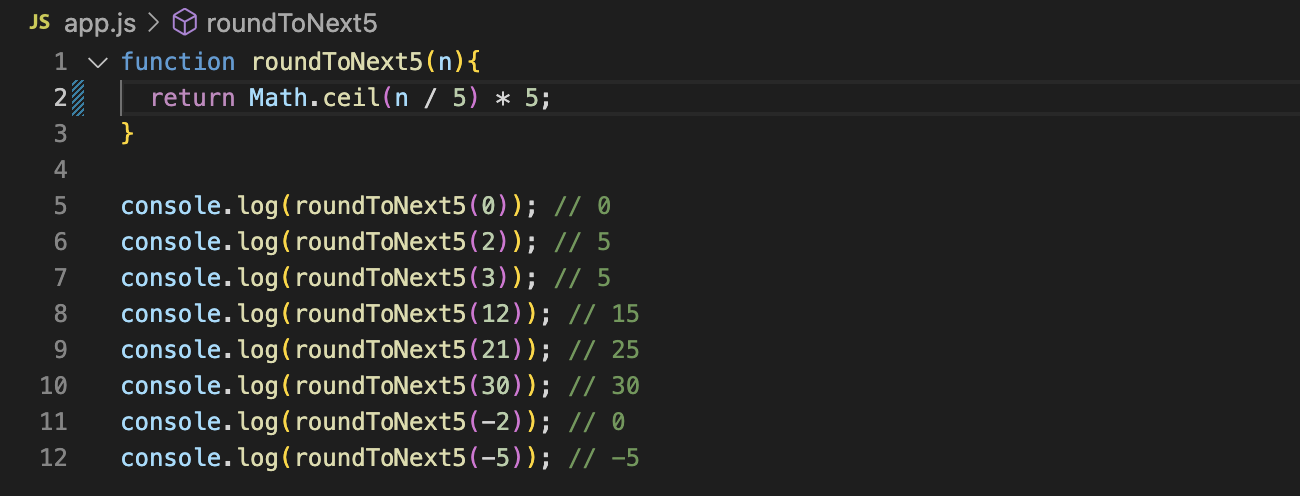 JS app.js > roundToNext5
1 function roundToNext5(n){
2 return Math.ceil(n / 5) * 5;
3 }
4
5 console.log(roundToNext5(0)); // 0
6 console.log(roundToNext5(2)); // 5
7 console.log(roundToNext5(3)); // 5
8 console.log(roundToNext5(12)); // 15
9 console.log(roundToNext5(21)); // 25
10 console.log(roundToNext5(30)); // 30
11 console.log(roundToNext5(-2)); // 0
12 console.log(roundToNext5(-5)); // -5